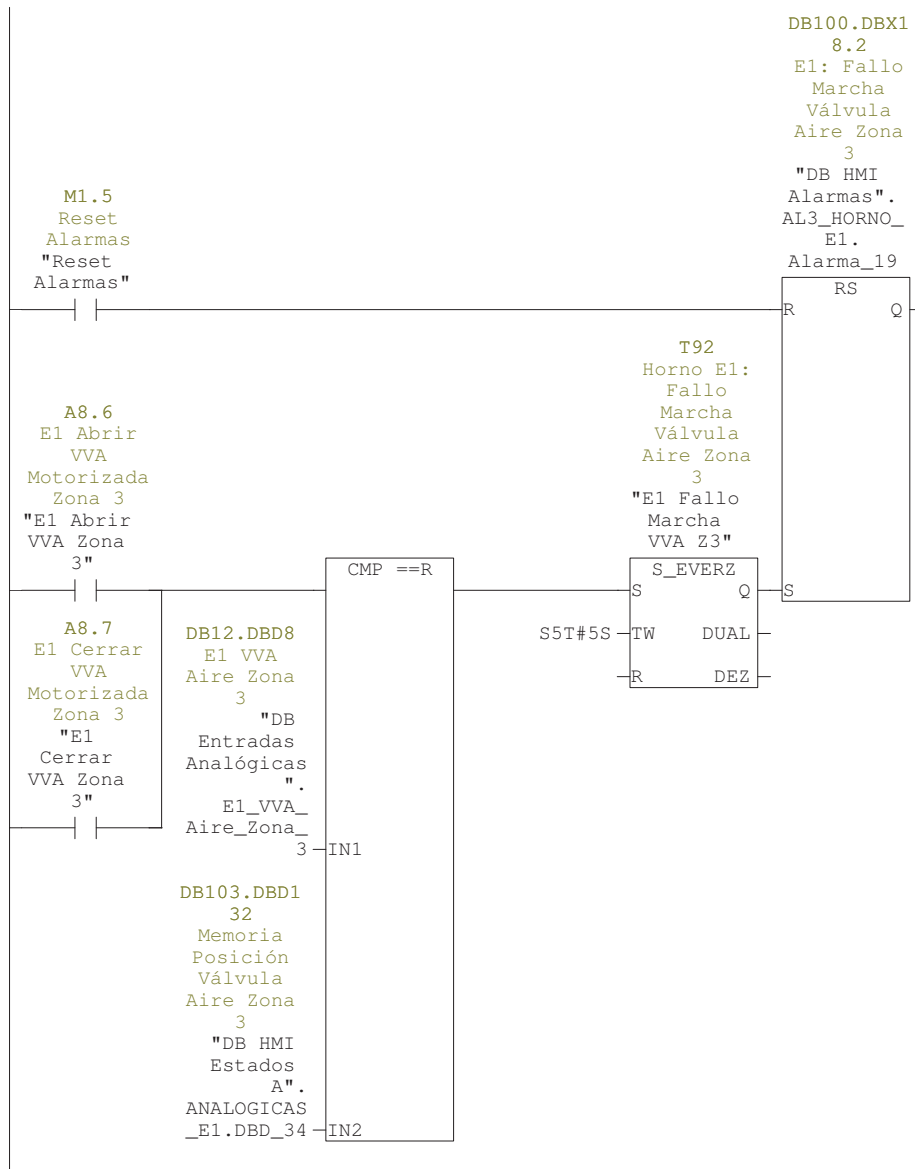 DB100.DBX1
8.2
E1: Fallo
Marcha
Válvula
Aire Zona
3
"DB HMI
Alarmas".
AL3_HORNO_
E1.
Alarma_19
M1.5
Reset
Alarmas
"Reset
Alarmas"
RS
R
Q
T92
Horno E1:
Fallo
Marcha
Válvula
Aire Zona
3
"E1 Fallo
Marcha
VVA Z3"
A8.6
E1 Abrir
VVA
Motorizada
Zona 3
"E1 Abrir
VVA Zona
3"
CMP ==R
S_EVERZ
S
Q
S
S5T#5S
TW
DUAL
R
DEZ
A8.7
E1 Cerrar
VVA
Motorizada
Zona 3
"E1
Cerrar
VVA Zona
3"
DB12.DBD8
E1 VVA
Aire Zona
3
"DB
Entradas
Analógicas
".
E1_VVA_
Aire_Zona_
3
IN1
DB103.DBD1
32
Memoria
Posición
Válvula
Aire Zona
3
"DB HMI
Estados
A".
ANALOGICAS
_E1.DBD_34
IN2